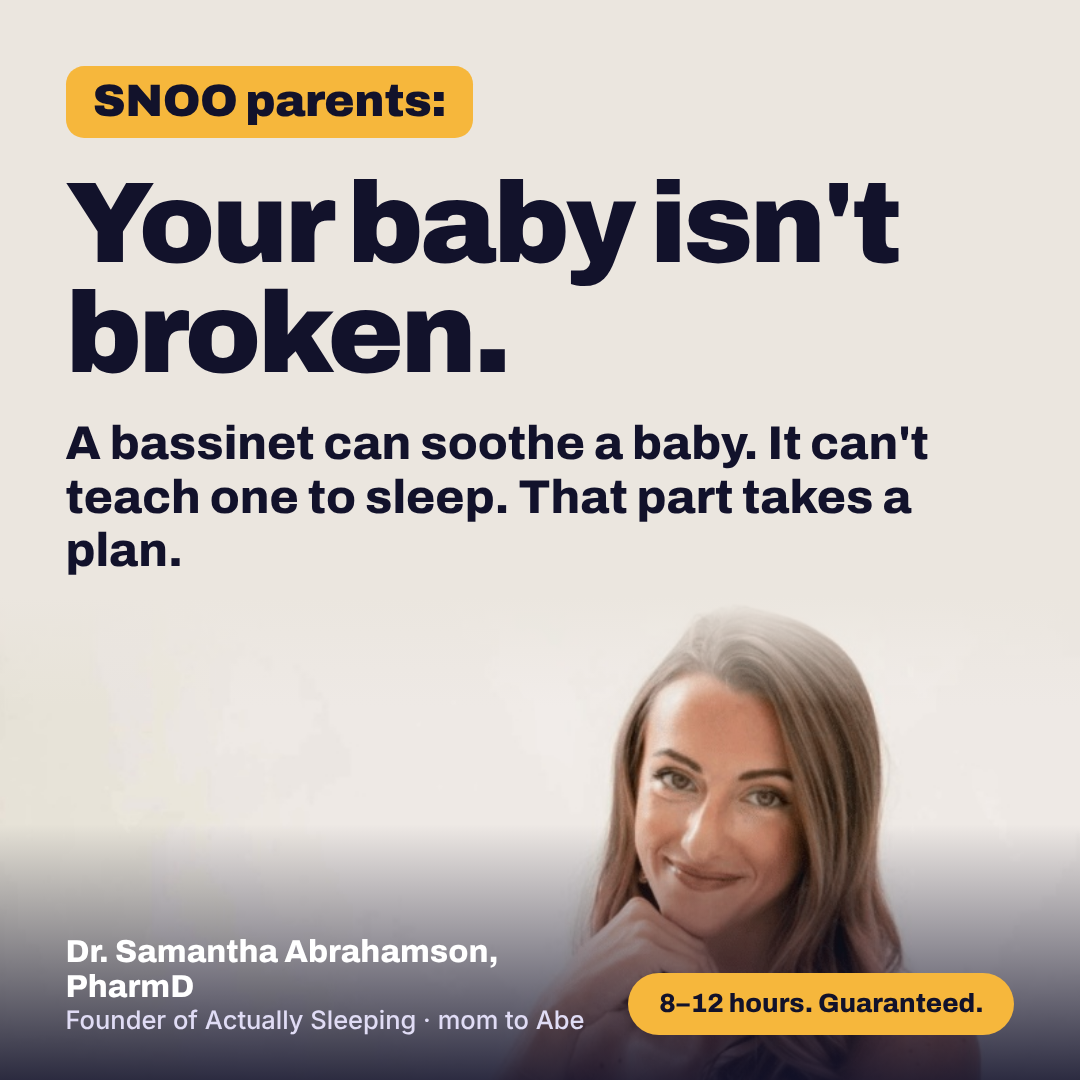 SNOO parents:
Your baby isn't
broken.
A bassinet can soothe a baby. It can't
teach one to sleep. That part takes a
plan.
Dr. Samantha Abrahamson,
PharmD
Founder of Actually Sleeping · mom to Abe
8–12 hours. Guaranteed.